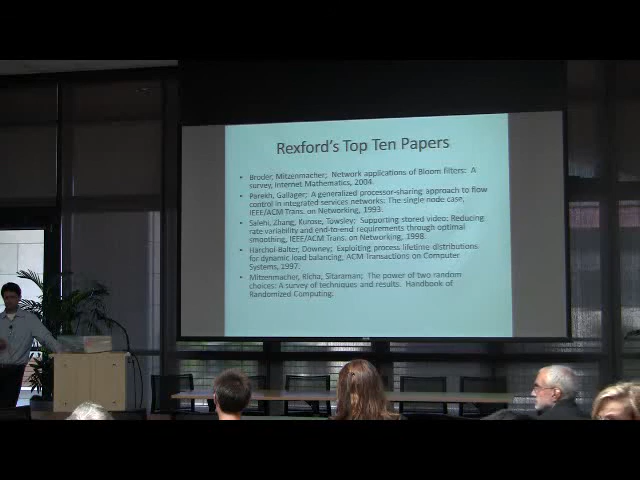 Rexford's Top Ten Papers
• Broder, Mitzenmacher; Network applications of Bloom filters: A
survey, Internet Mathematics, 2004.
• Parekh, Gallager; A generalized processor-sharing approach to flow
control in integrated services networks: The single node case,
IEEE/ACM Trans. on Networking, 1993.
• Salehi, Zhang, Kurose, Towsley; Supporting stored video: Reducing
rate variability and end-to-end requirements through optimal
smoothing, IEEE/ACM Trans. on Networking, 1998.
• Harchol-Balter, Downey; Exploiting process lifetime distributions
for dynamic load balancing, ACM Transactions on Computer
Systems, 1997.
• Mitzenmacher, Richa, Sitaraman; The power of two random
choices: A survey of techniques and results. Handbook of
Randomized Computing.